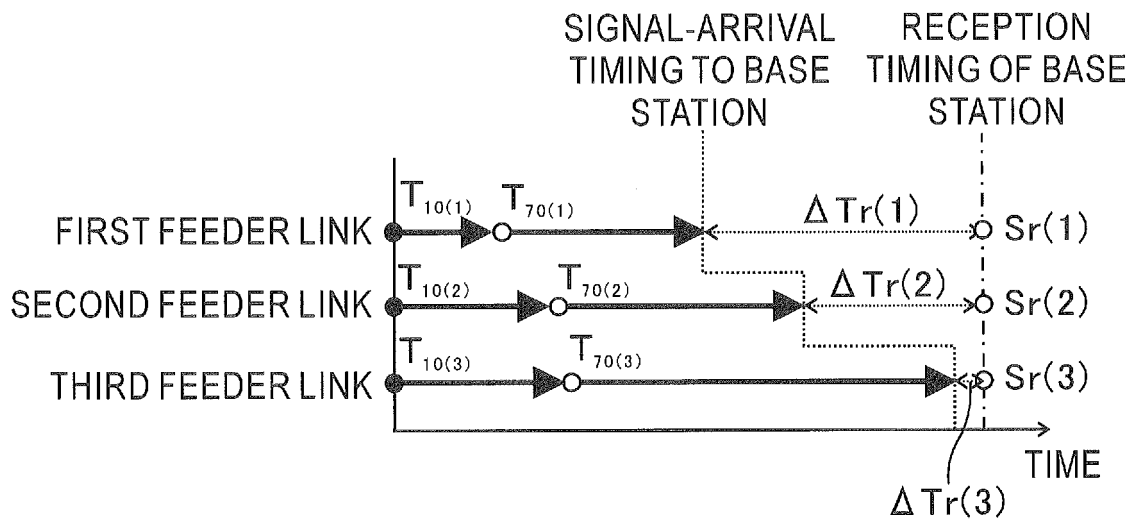 SIGNAL-ARRIVAL
TIMING TO BASE
STATION
RECEPTION
TIMING OF BASE
STATION
FIRST FEEDER LINK
T10(1)
T70(1)
ΔTr(1)
Sr(1)
SECOND FEEDER LINK
T10(2)
T70(2)
ΔTr(2)
Sr(2)
THIRD FEEDER LINK
T10(3)
T70(3)
Sr(3)
TIME
ΔTr(3)